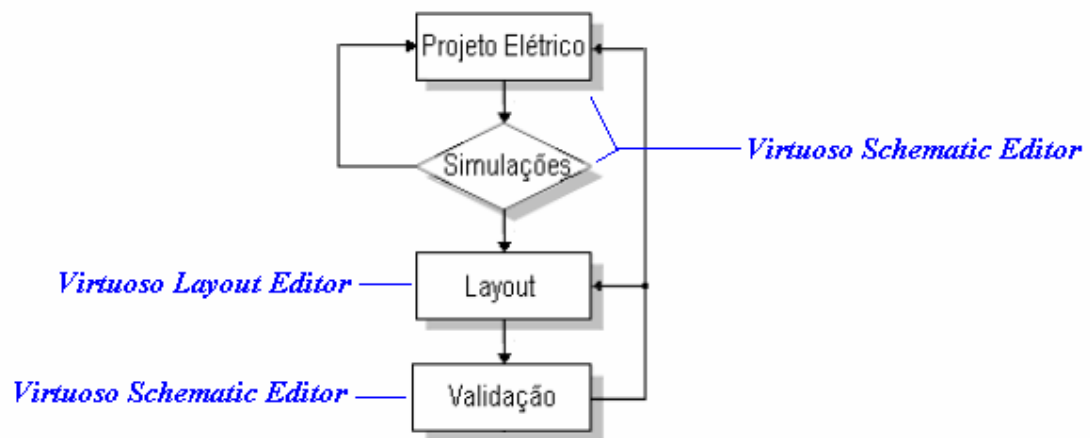 Projeto Elétrico
Simulações
Virtuoso Schematic Editor
Virtuoso Layout Editor
Layout
Virtuoso Schematic Editor
Validação